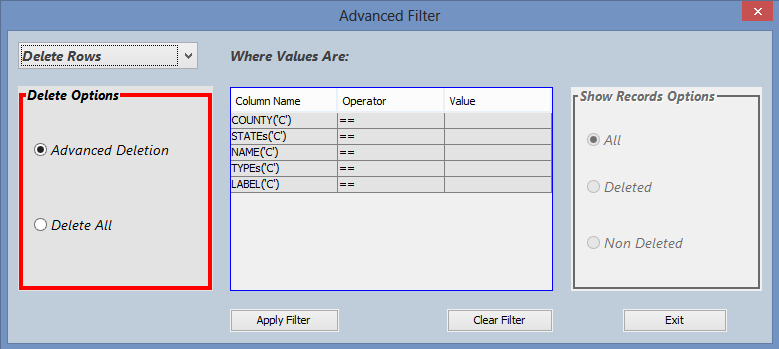 Advanced Filter
Delete Rows
Where Values Are:
Delete Options
Advanced Deletion
Delete All
Column Name Operator Value
COUNTY('C') ==
STATEs('C') ==
NAME('C') ==
TYPEs('C') ==
LABEL('C') ==
Show Records Options
All
Deleted
Non Deleted
Apply Filter
Clear Filter
Exit